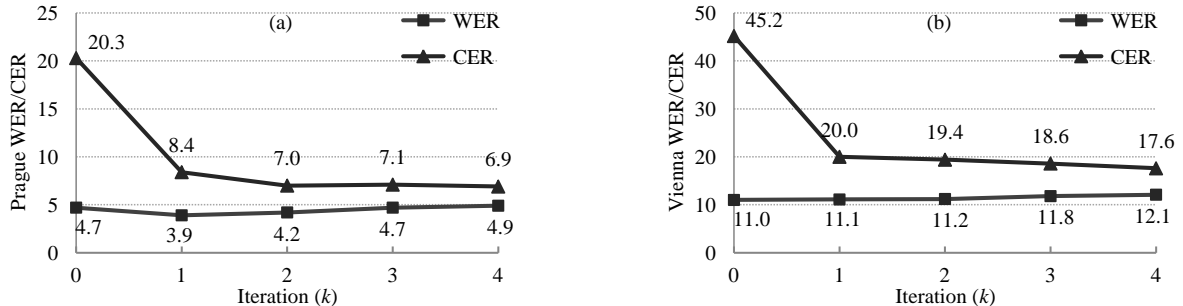 (a)
WER
CER
Prague WER/CER
25
20
15
10
5
0
20.3
8.4
7.0
7.1
6.9
4.7
3.9
4.2
4.7
4.9
0 1 2 3 4
Iteration (k)
(b)
WER
CER
Vienna WER/CER
50
40
30
20
10
0
45.2
20.0
19.4
18.6
17.6
11.0
11.1
11.2
11.8
12.1
0 1 2 3 4
Iteration (k)